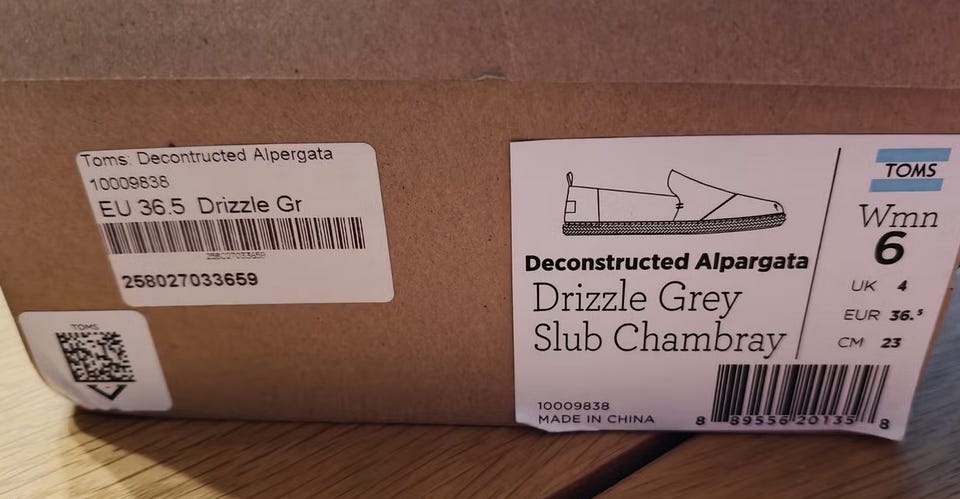 Toms: Decontructed Alpergata
10009838
EU 36.5 Drizzle Gr
258027033659
258027033659
TOMS
TOMS
Wmn
6
UK 4
EUR 36.5
CM 23
Deconstructed Alpargata
Drizzle Grey
Slub Chambray
10009838
MADE IN CHINA
8 89556 20135 8